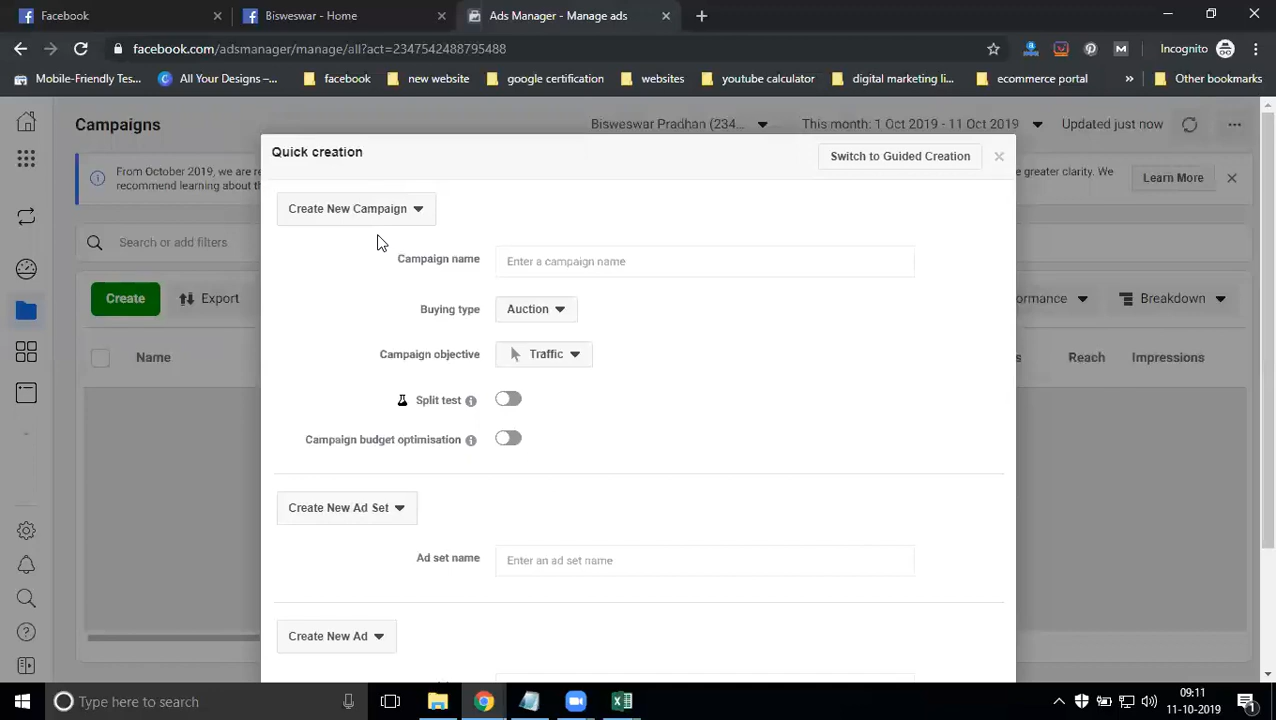 Facebook
Bisweswar - Home
Ads Manager - Manage ads
facebook.com/adsmanager/manage/all?act=2347542488795488
Incognito
Mobile-Friendly Tes...
All Your Designs –...
facebook
new website
google certification
websites
youtube calculator
digital marketing li...
ecommerce portal
Other bookmarks
Campaigns
Bisweswar Pradhan (234...
This month: 1 Oct 2019 - 11 Oct 2019
Updated just now
From October 2019, we are re
recommend learning about th
greater clarity. We
Learn More
Quick creation
Switch to Guided Creation
Create New Campaign
Search or add filters
Campaign name
Enter a campaign name
Create
Export
Buying type
Auction
ormance
Breakdown
Name
Campaign objective
Traffic
s
Reach
Impressions
Split test
Campaign budget optimisation
Create New Ad Set
Ad set name
Enter an ad set name
Create New Ad
Type here to search
09:11
11-10-2019
1